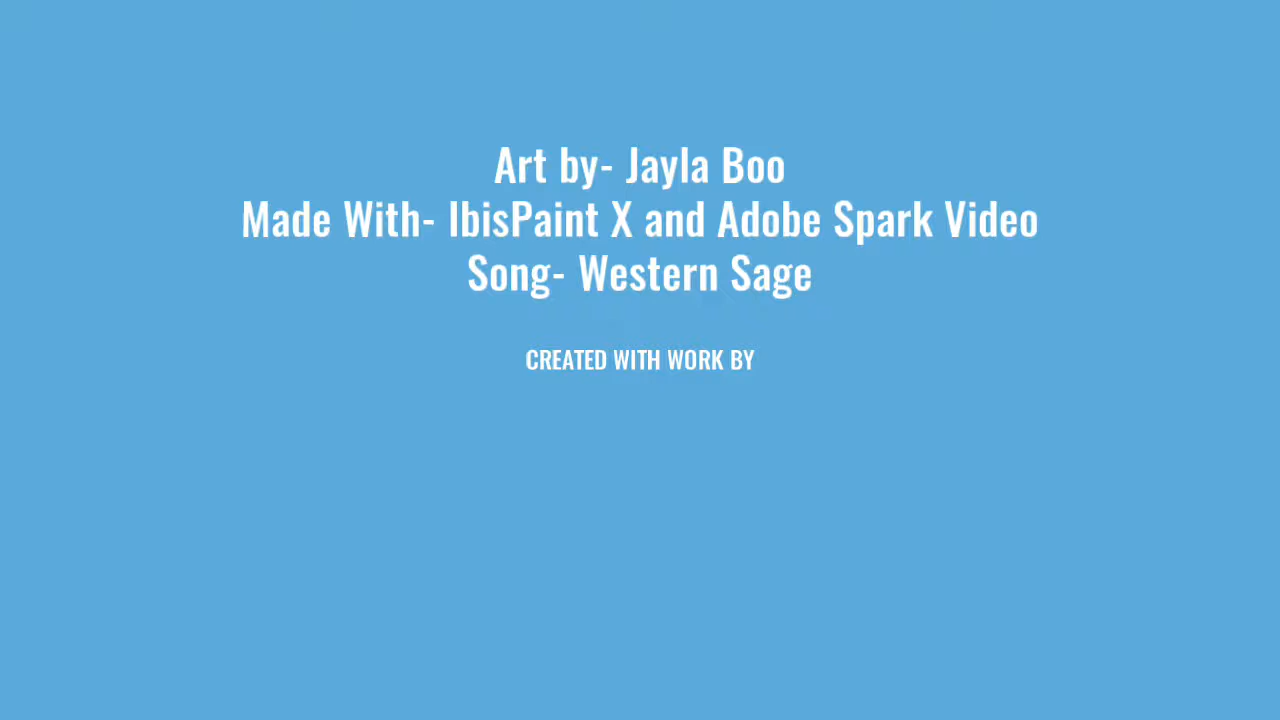 Art by- Jayla Boo
Made With- IbisPaint X and Adobe Spark Video
Song- Western Sage
CREATED WITH WORK BY